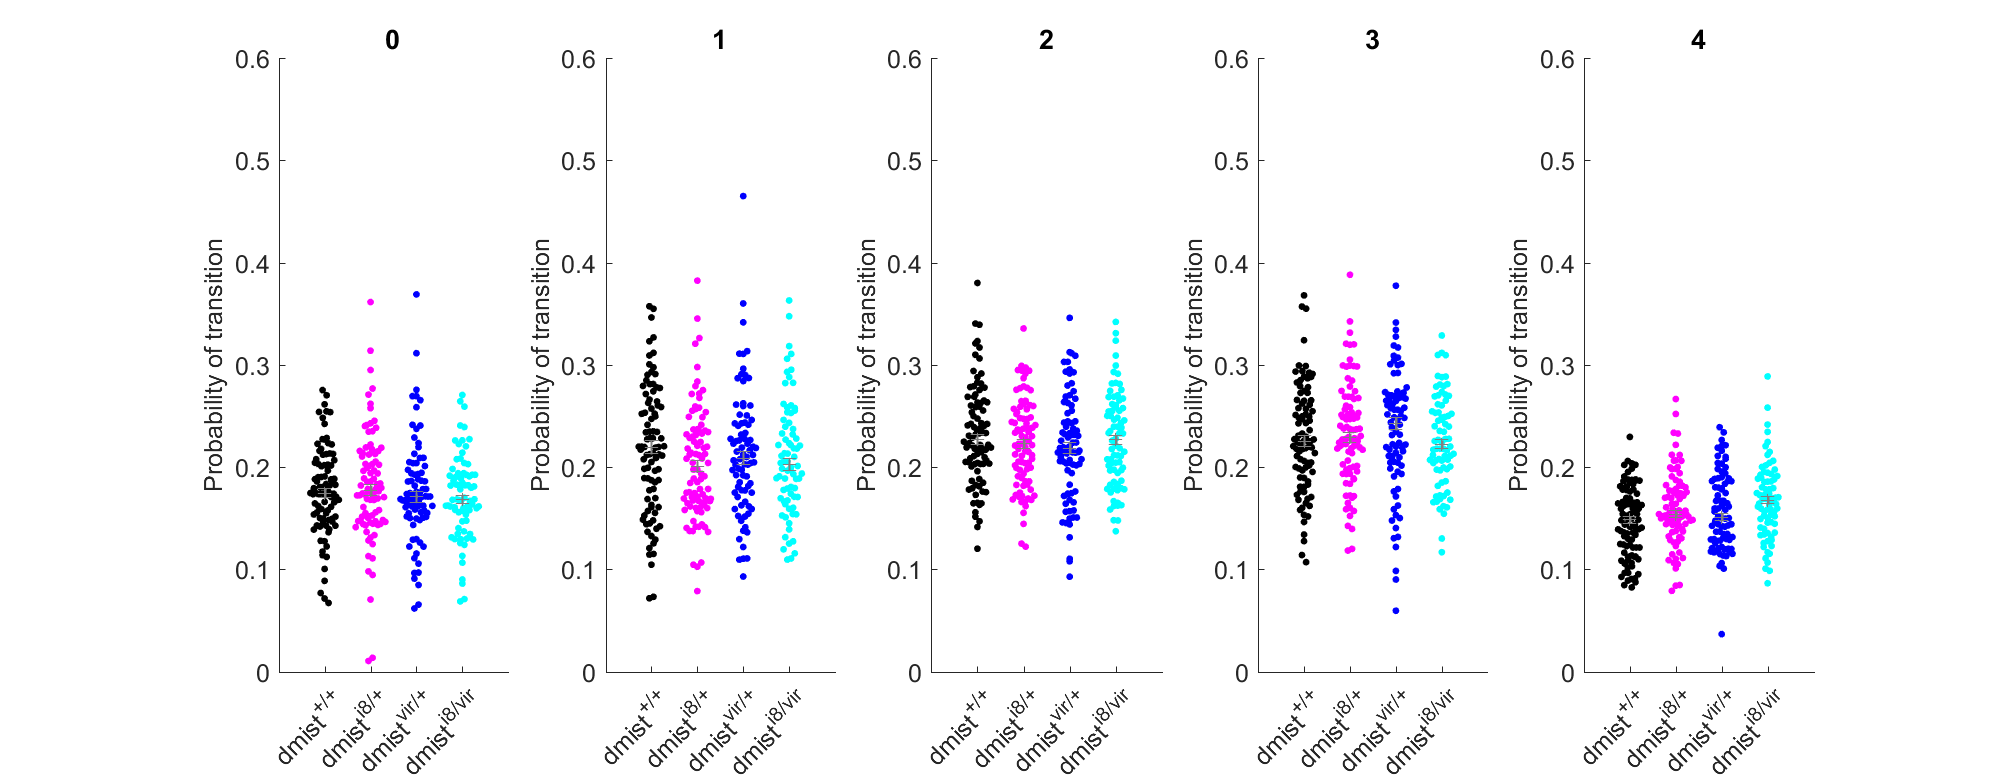 0 1 2 3 4
0.6 0.6 0.6 0.6 0.6
0.5 0.5 0.5 0.5 0.5
0.4 0.4 0.4 0.4 0.4
0.3 0.3 0.3 0.3 0.3
0.2 0.2 0.2 0.2 0.2
0.1 0.1 0.1 0.1 0.1
0 0 0 0 0
Probability of transition
Probability of transition
Probability of transition
Probability of transition
Probability of transition
dmist+/+
dmisti8/+
dmistvir/+
dmisti8/vir
dmist+/+
dmisti8/+
dmistvir/+
dmisti8/vir
dmist+/+
dmisti8/+
dmistvir/+
dmisti8/vir
dmist+/+
dmisti8/+
dmistvir/+
dmisti8/vir
dmist+/+
dmisti8/+
dmistvir/+
dmisti8/vir